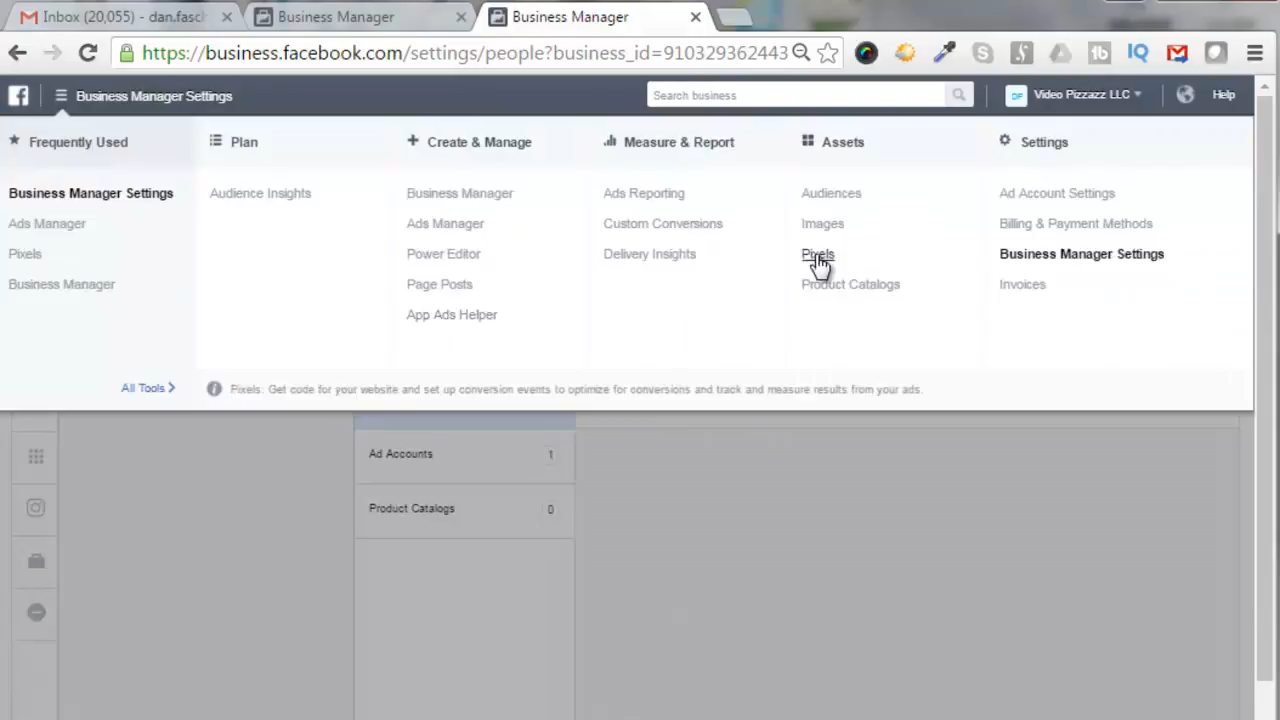 Inbox (20,055) - dan.fasch
Business Manager
Business Manager
https://business.facebook.com/settings/people?business_id=910329362443
Business Manager Settings
Search business
Video Pizzazz LLC
Help
Frequently Used
Business Manager Settings
Ads Manager
Pixels
Business Manager
All Tools
Plan
Audience Insights
Create & Manage
Business Manager
Ads Manager
Power Editor
Page Posts
App Ads Helper
Measure & Report
Ads Reporting
Custom Conversions
Delivery Insights
Assets
Audiences
Images
Pixels
Product Catalogs
Settings
Ad Account Settings
Billing & Payment Methods
Business Manager Settings
Invoices
Pixels: Get code for your website and set up conversion events to optimize for conversions and track and measure results from your ads.
Ad Accounts 1
Product Catalogs 0